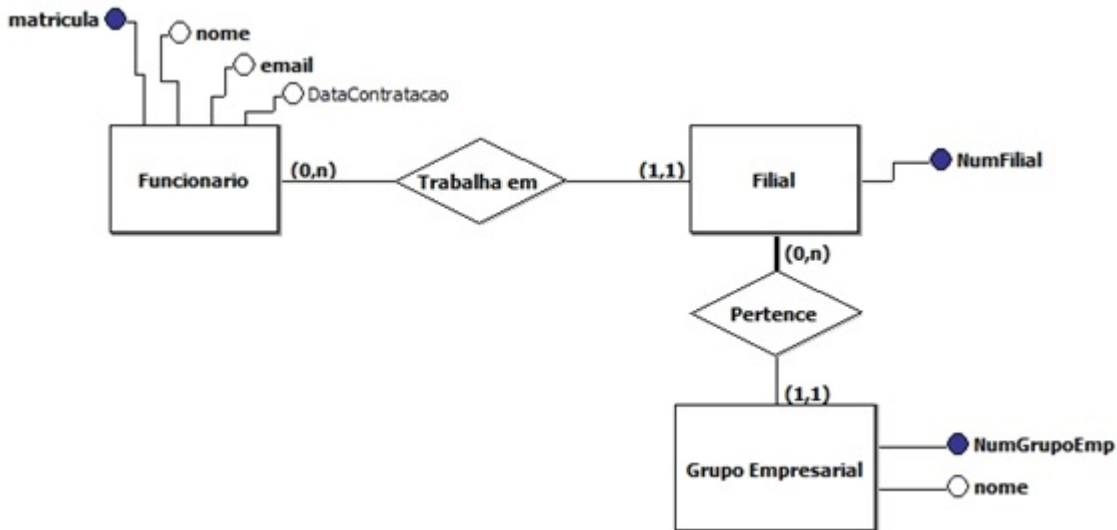 matricula
nome
email
DataContratacao
Funcionario
(0,n)
Trabalha em
(1,1)
Filial
NumFilial
(0,n)
Pertence
(1,1)
Grupo Empresarial
NumGrupoEmp
nome